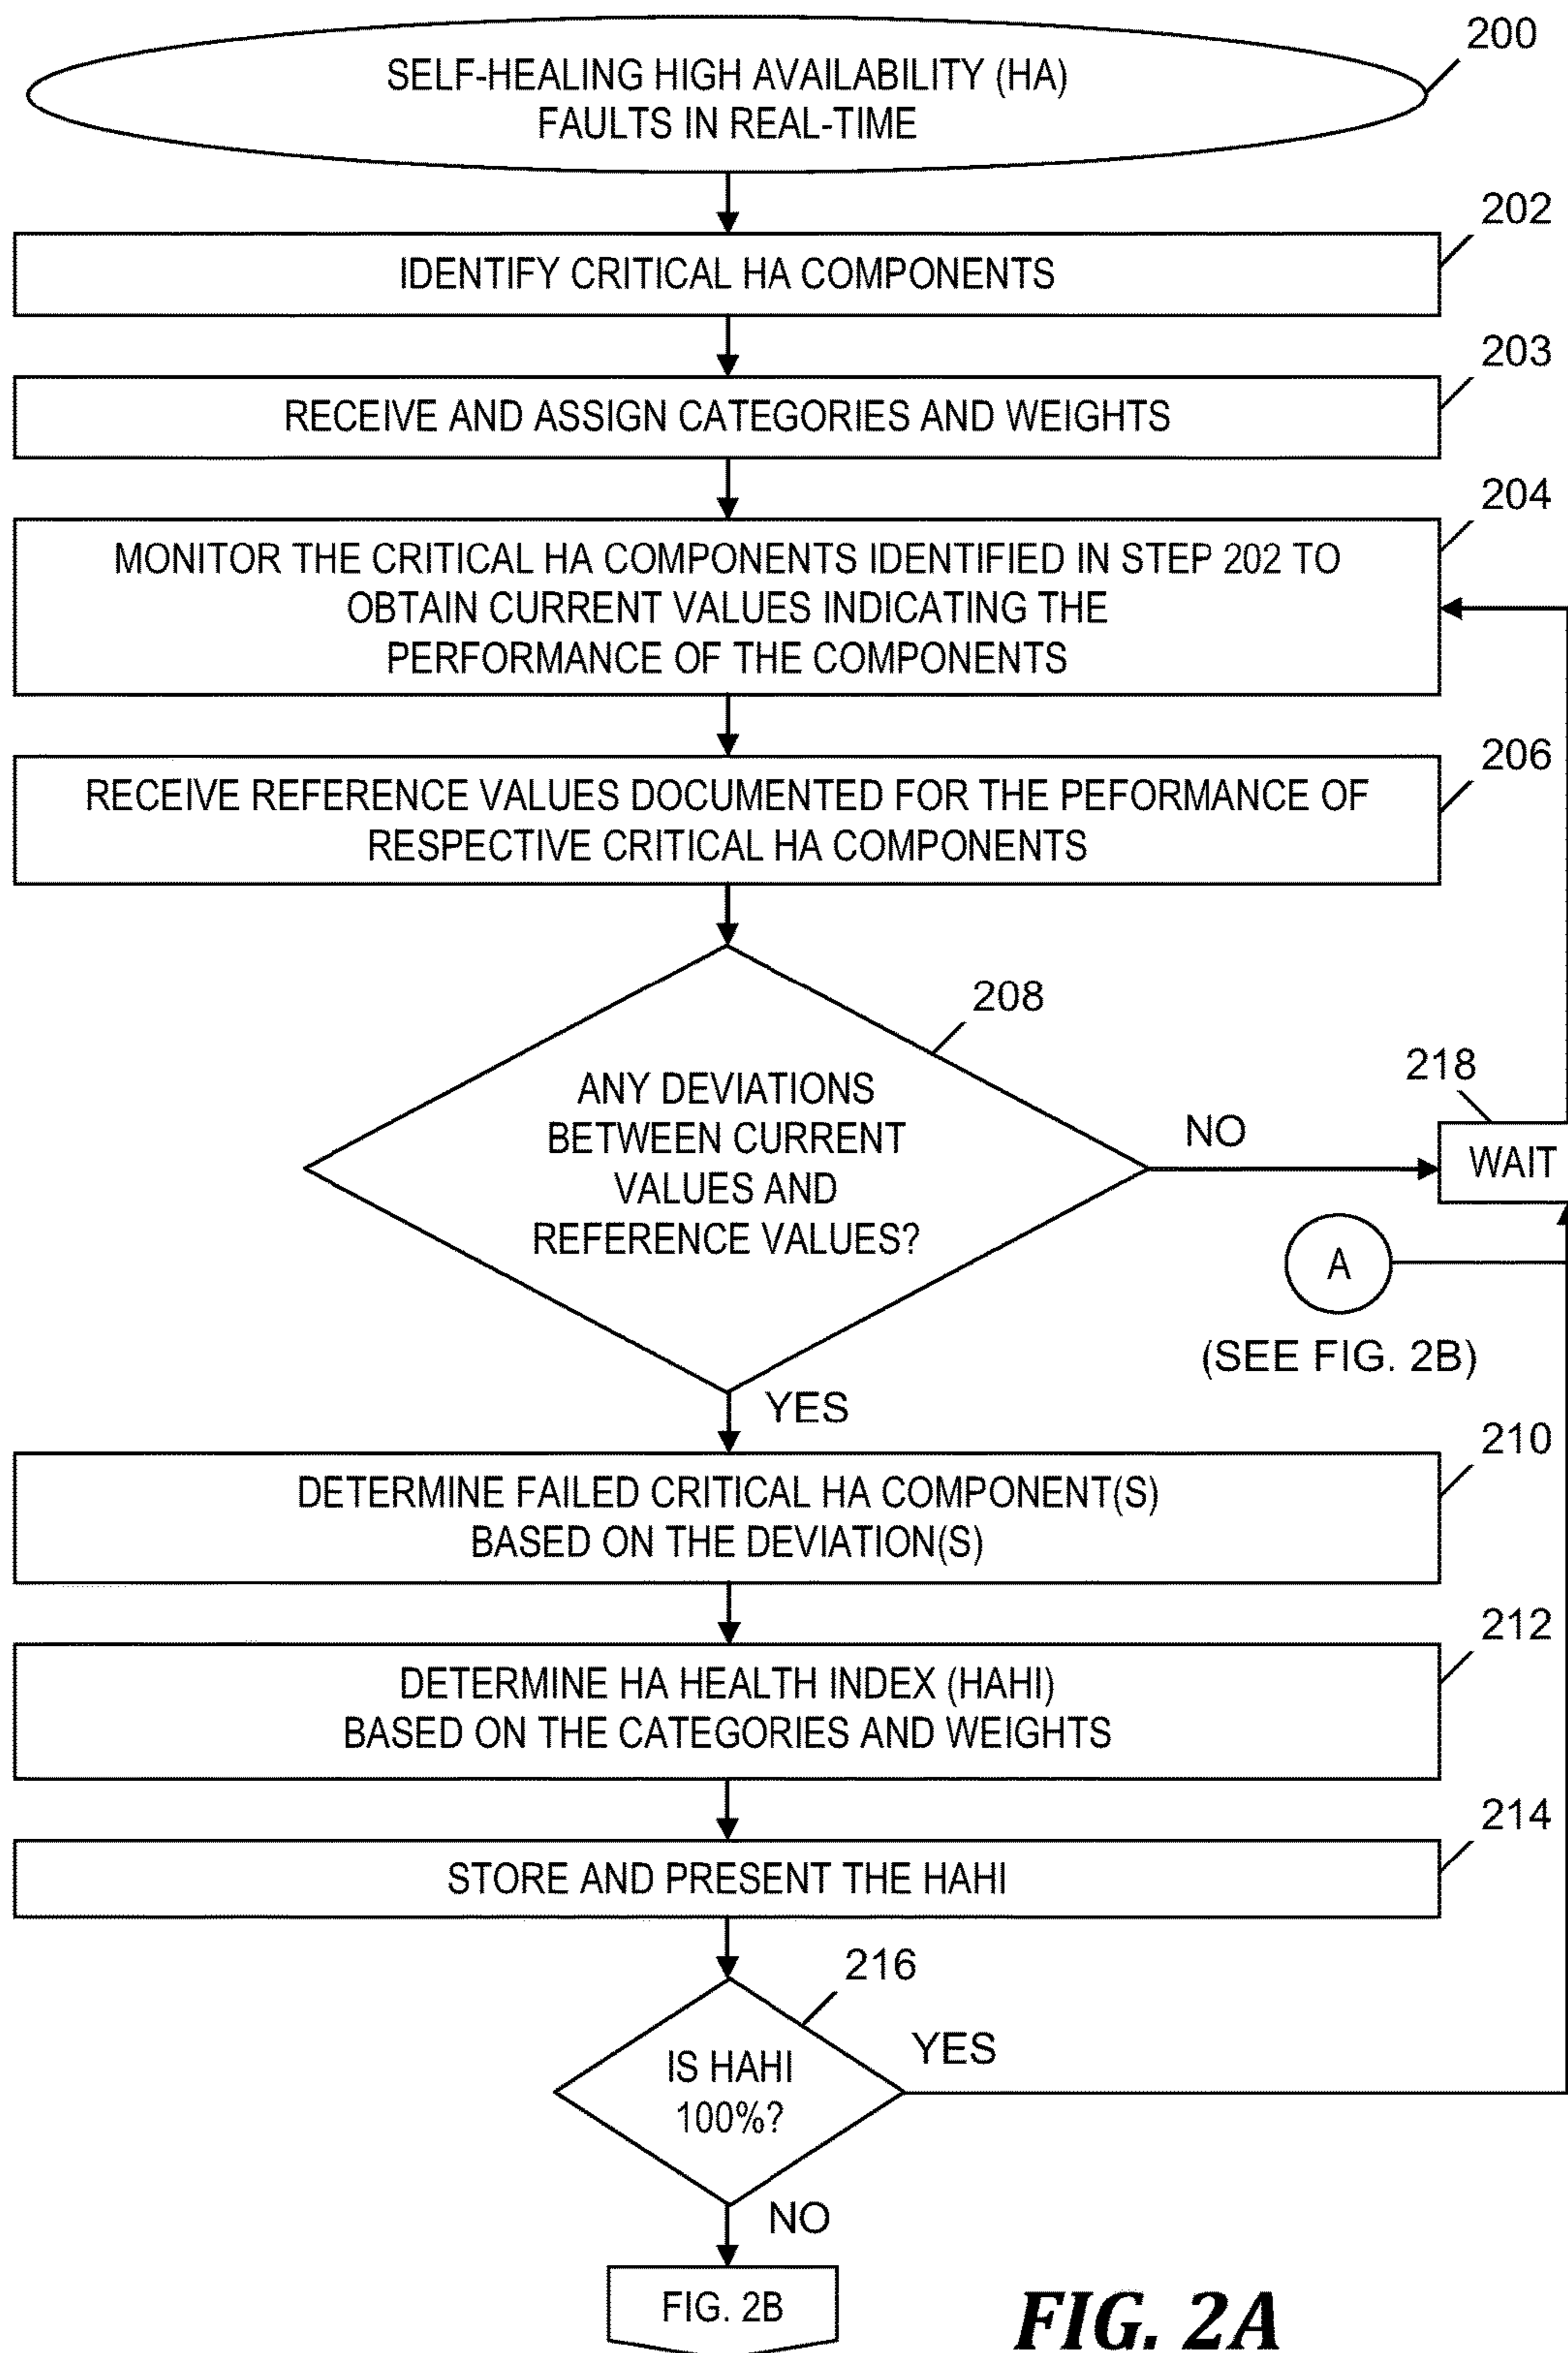 200
SELF-HEALING HIGH AVAILABILITY (HA)
FAULTS IN REAL-TIME
202
IDENTIFY CRITICAL HA COMPONENTS
203
RECEIVE AND ASSIGN CATEGORIES AND WEIGHTS
204
MONITOR THE CRITICAL HA COMPONENTS IDENTIFIED IN STEP 202 TO
OBTAIN CURRENT VALUES INDICATING THE
PERFORMANCE OF THE COMPONENTS
206
RECEIVE REFERENCE VALUES DOCUMENTED FOR THE PEFORMANCE OF
RESPECTIVE CRITICAL HA COMPONENTS
208
ANY DEVIATIONS
BETWEEN CURRENT
VALUES AND
REFERENCE VALUES?
NO
218
WAIT
A
(SEE FIG. 2B)
YES
210
DETERMINE FAILED CRITICAL HA COMPONENT(S)
BASED ON THE DEVIATION(S)
212
DETERMINE HA HEALTH INDEX (HAHI)
BASED ON THE CATEGORIES AND WEIGHTS
214
STORE AND PRESENT THE HAHI
216
IS HAHI
100%?
YES
NO
FIG. 2B
FIG. 2A